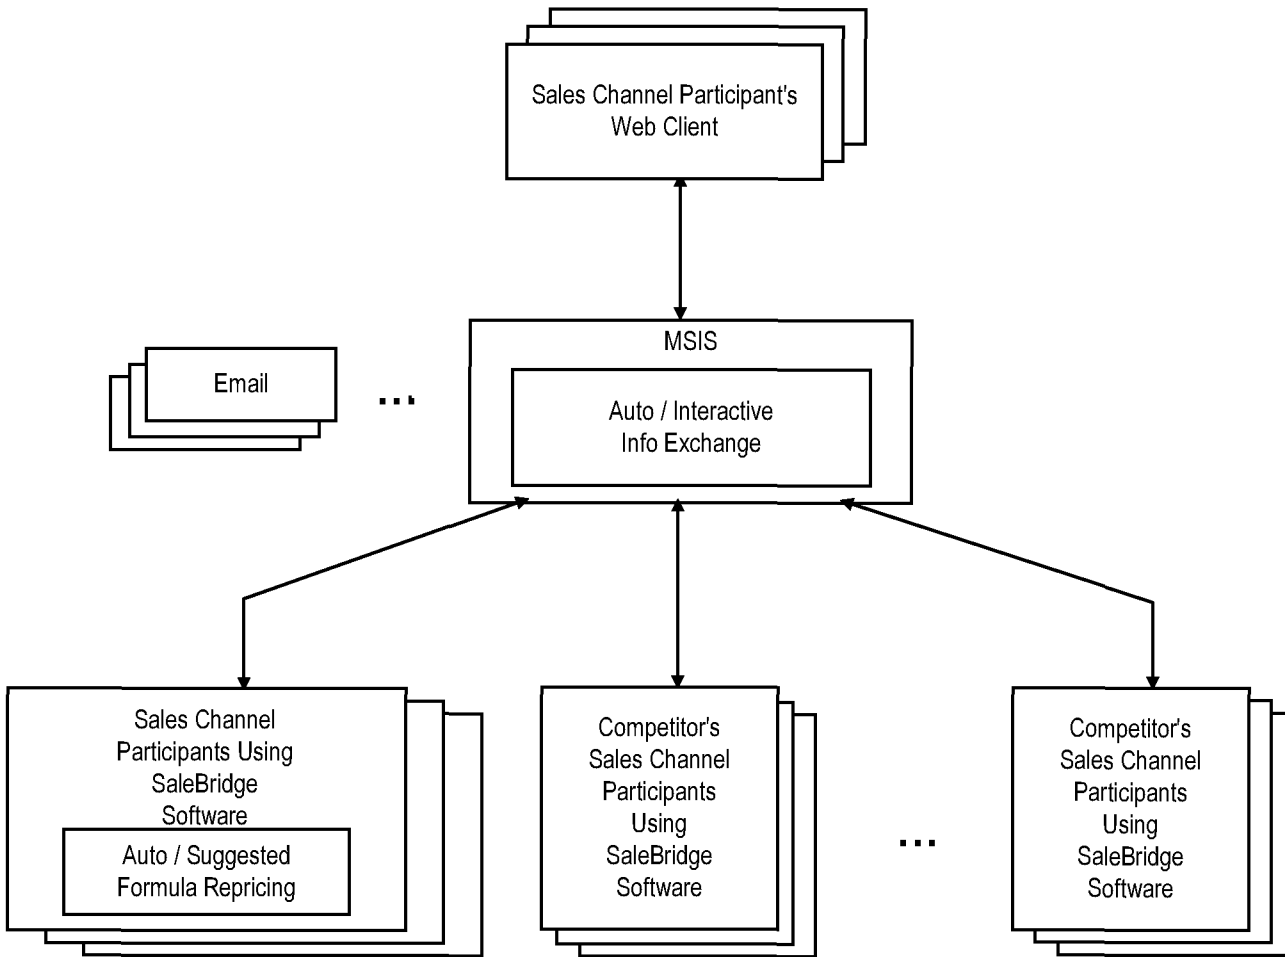 Sales Channel Participant's
Web Client
MSIS
Email
...
Auto / Interactive
Info Exchange
Sales Channel
Participants Using
SaleBridge
Software
Auto / Suggested
Formula Repricing
Competitor's
Sales Channel
Participants
Using
SaleBridge
Software
...
Competitor's
Sales Channel
Participants
Using
SaleBridge
Software